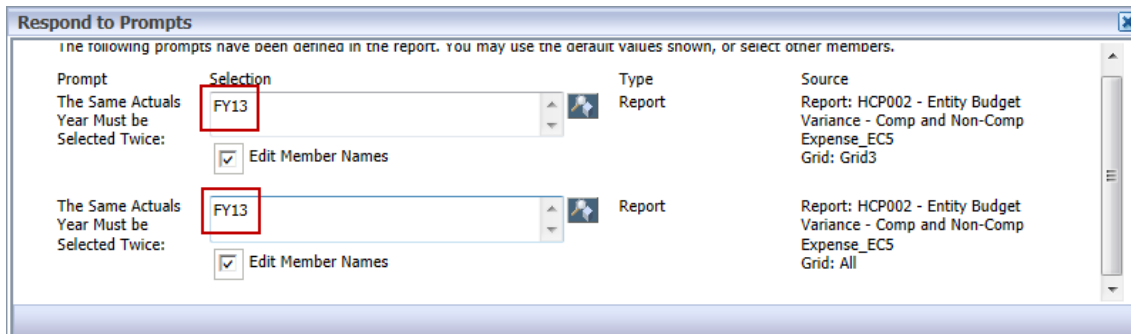 Respond to Prompts
The following prompts have been defined in the report. You may use the default values shown, or select other members.
Prompt Selection Type Source
The Same Actuals Year Must be Selected Twice:
FY13
Edit Member Names
Report
Report: HCP002 - Entity Budget
Variance - Comp and Non-Comp
Expense_EC5
Grid: Grid3
The Same Actuals
Year Must be
Selected Twice:
FY13
Edit Member Names
Report
Report: HCP002 - Entity Budget
Variance - Comp and Non-Comp
Expense_EC5
Grid: All